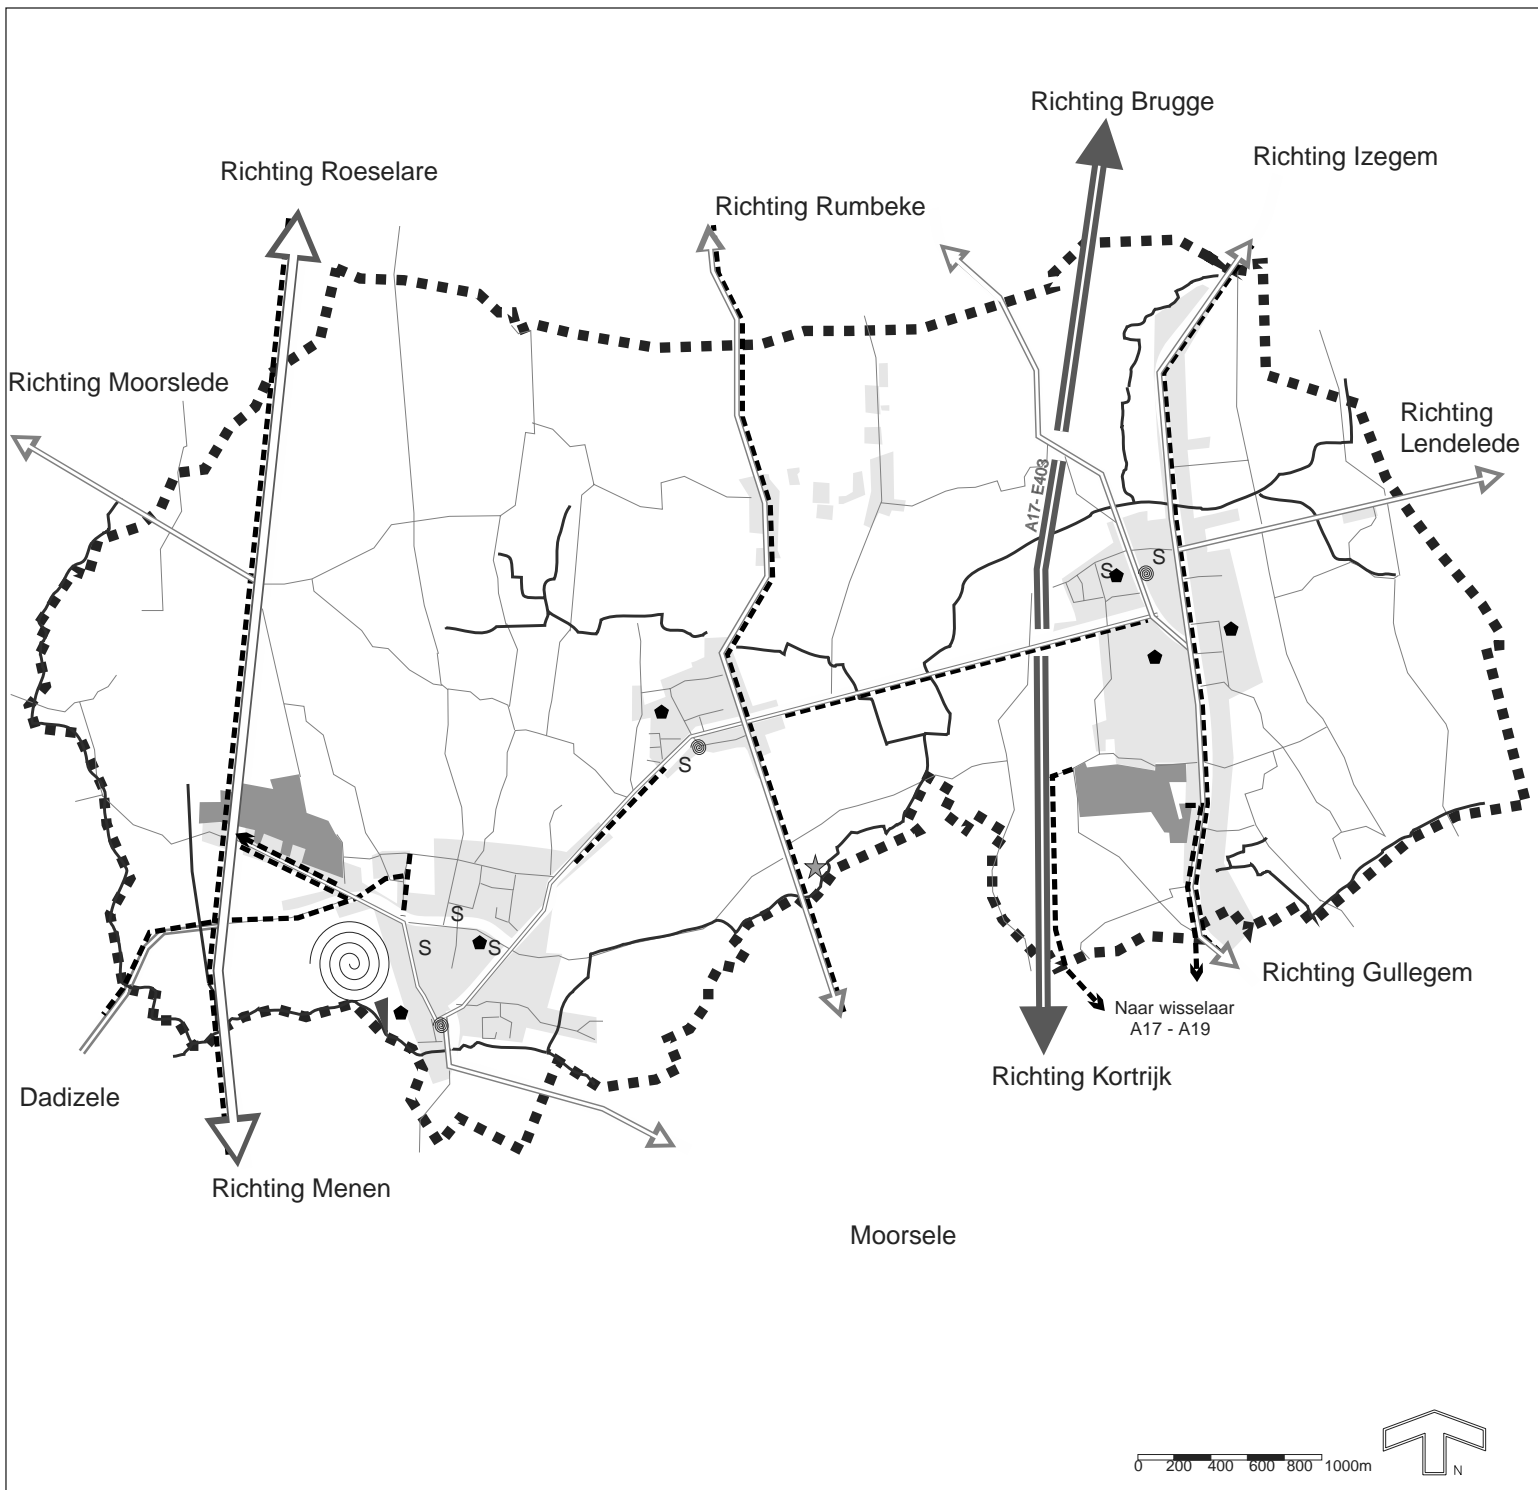 Richting Brugge
Richting Izegem
Richting Roeselare
Richting Rumbeke
Richting Moorslede
Richting
Lendelede
A17- E403
S
S
S
S
S
S
Richting Gullegem
Naar wisselaar
A17 - A19
Richting Kortrijk
Dadizele
Richting Menen
Moorsele
0 200 400 600 800 1000m
N